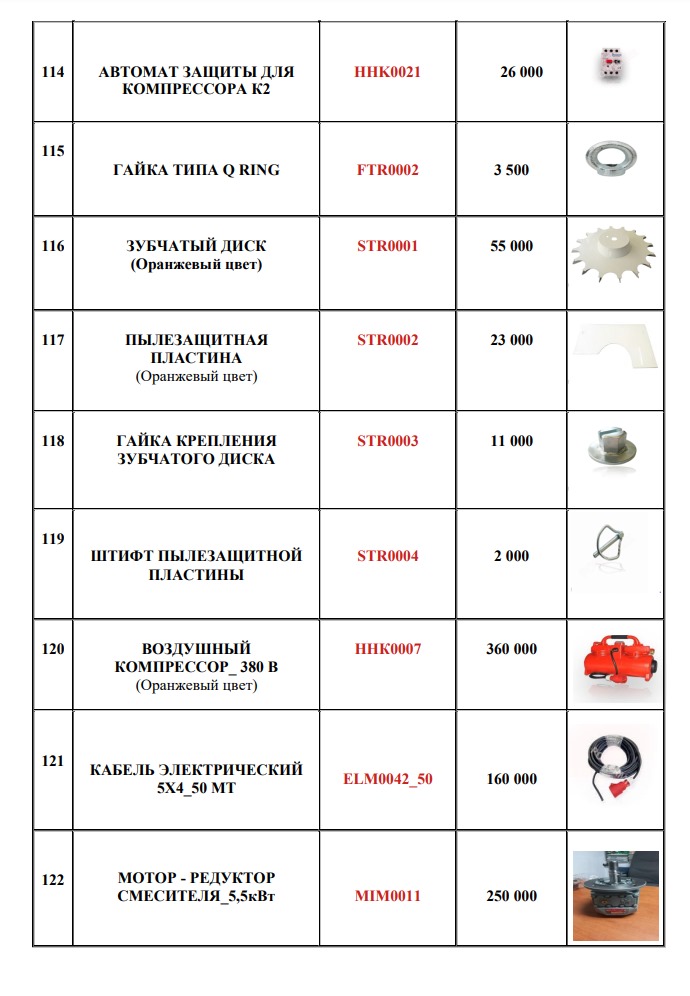 114
АВТОМАТ ЗАЩИТЫ ДЛЯ
КОМПРЕССОРА К2
HHK0021
26 000
115
ГАЙКА ТИПА Q RING
FTR0002
3 500
116
ЗУБЧАТЫЙ ДИСК
(Оранжевый цвет)
STR0001
55 000
117
ПЫЛЕЗАЩИТНАЯ
ПЛАСТИНА
(Оранжевый цвет)
STR0002
23 000
118
ГАЙКА КРЕПЛЕНИЯ
ЗУБЧАТОГО ДИСКА
STR0003
11 000
119
ШТИФТ ПЫЛЕЗАЩИТНОЙ
ПЛАСТИНЫ
STR0004
2 000
120
ВОЗДУШНЫЙ
КОМПРЕССОР_ 380 В
(Оранжевый цвет)
HHK0007
360 000
121
КАБЕЛЬ ЭЛЕКТРИЧЕСКИЙ
5Х4_50 МТ
ELM0042_50
160 000
122
МОТОР - РЕДУКТОР
СМЕСИТЕЛЯ_5,5кВт
MIM0011
250 000